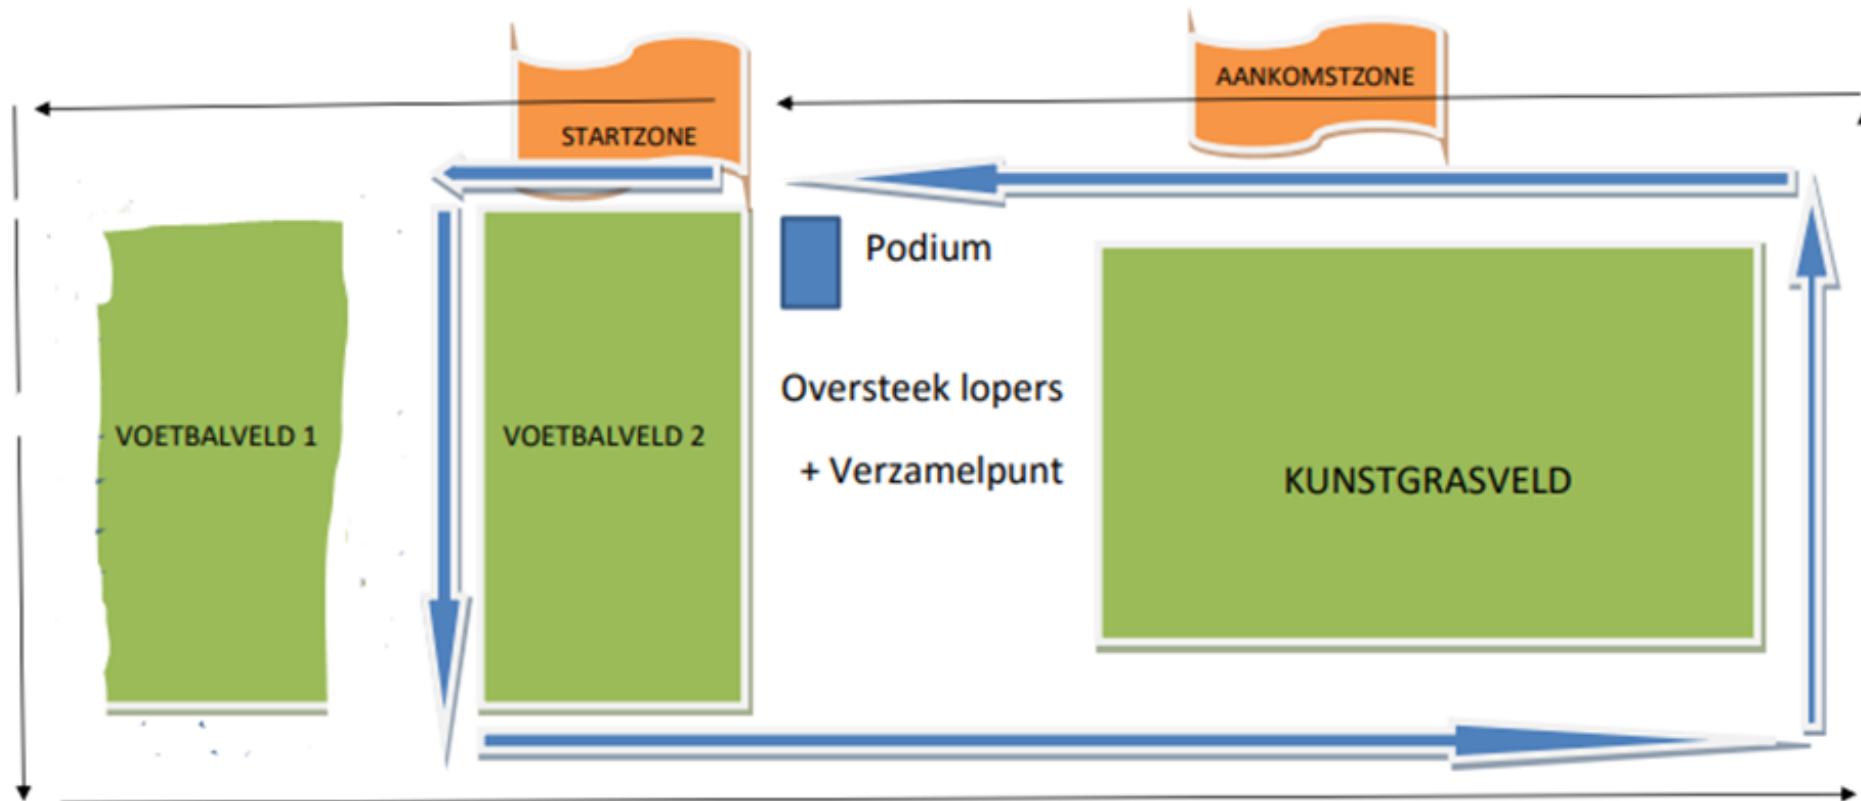 AANKOMSTZONE
STARTZONE
Podium
Oversteek lopers
+ Verzamelpunt
VOETBALVELD 1
VOETBALVELD 2
KUNSTGRASVELD